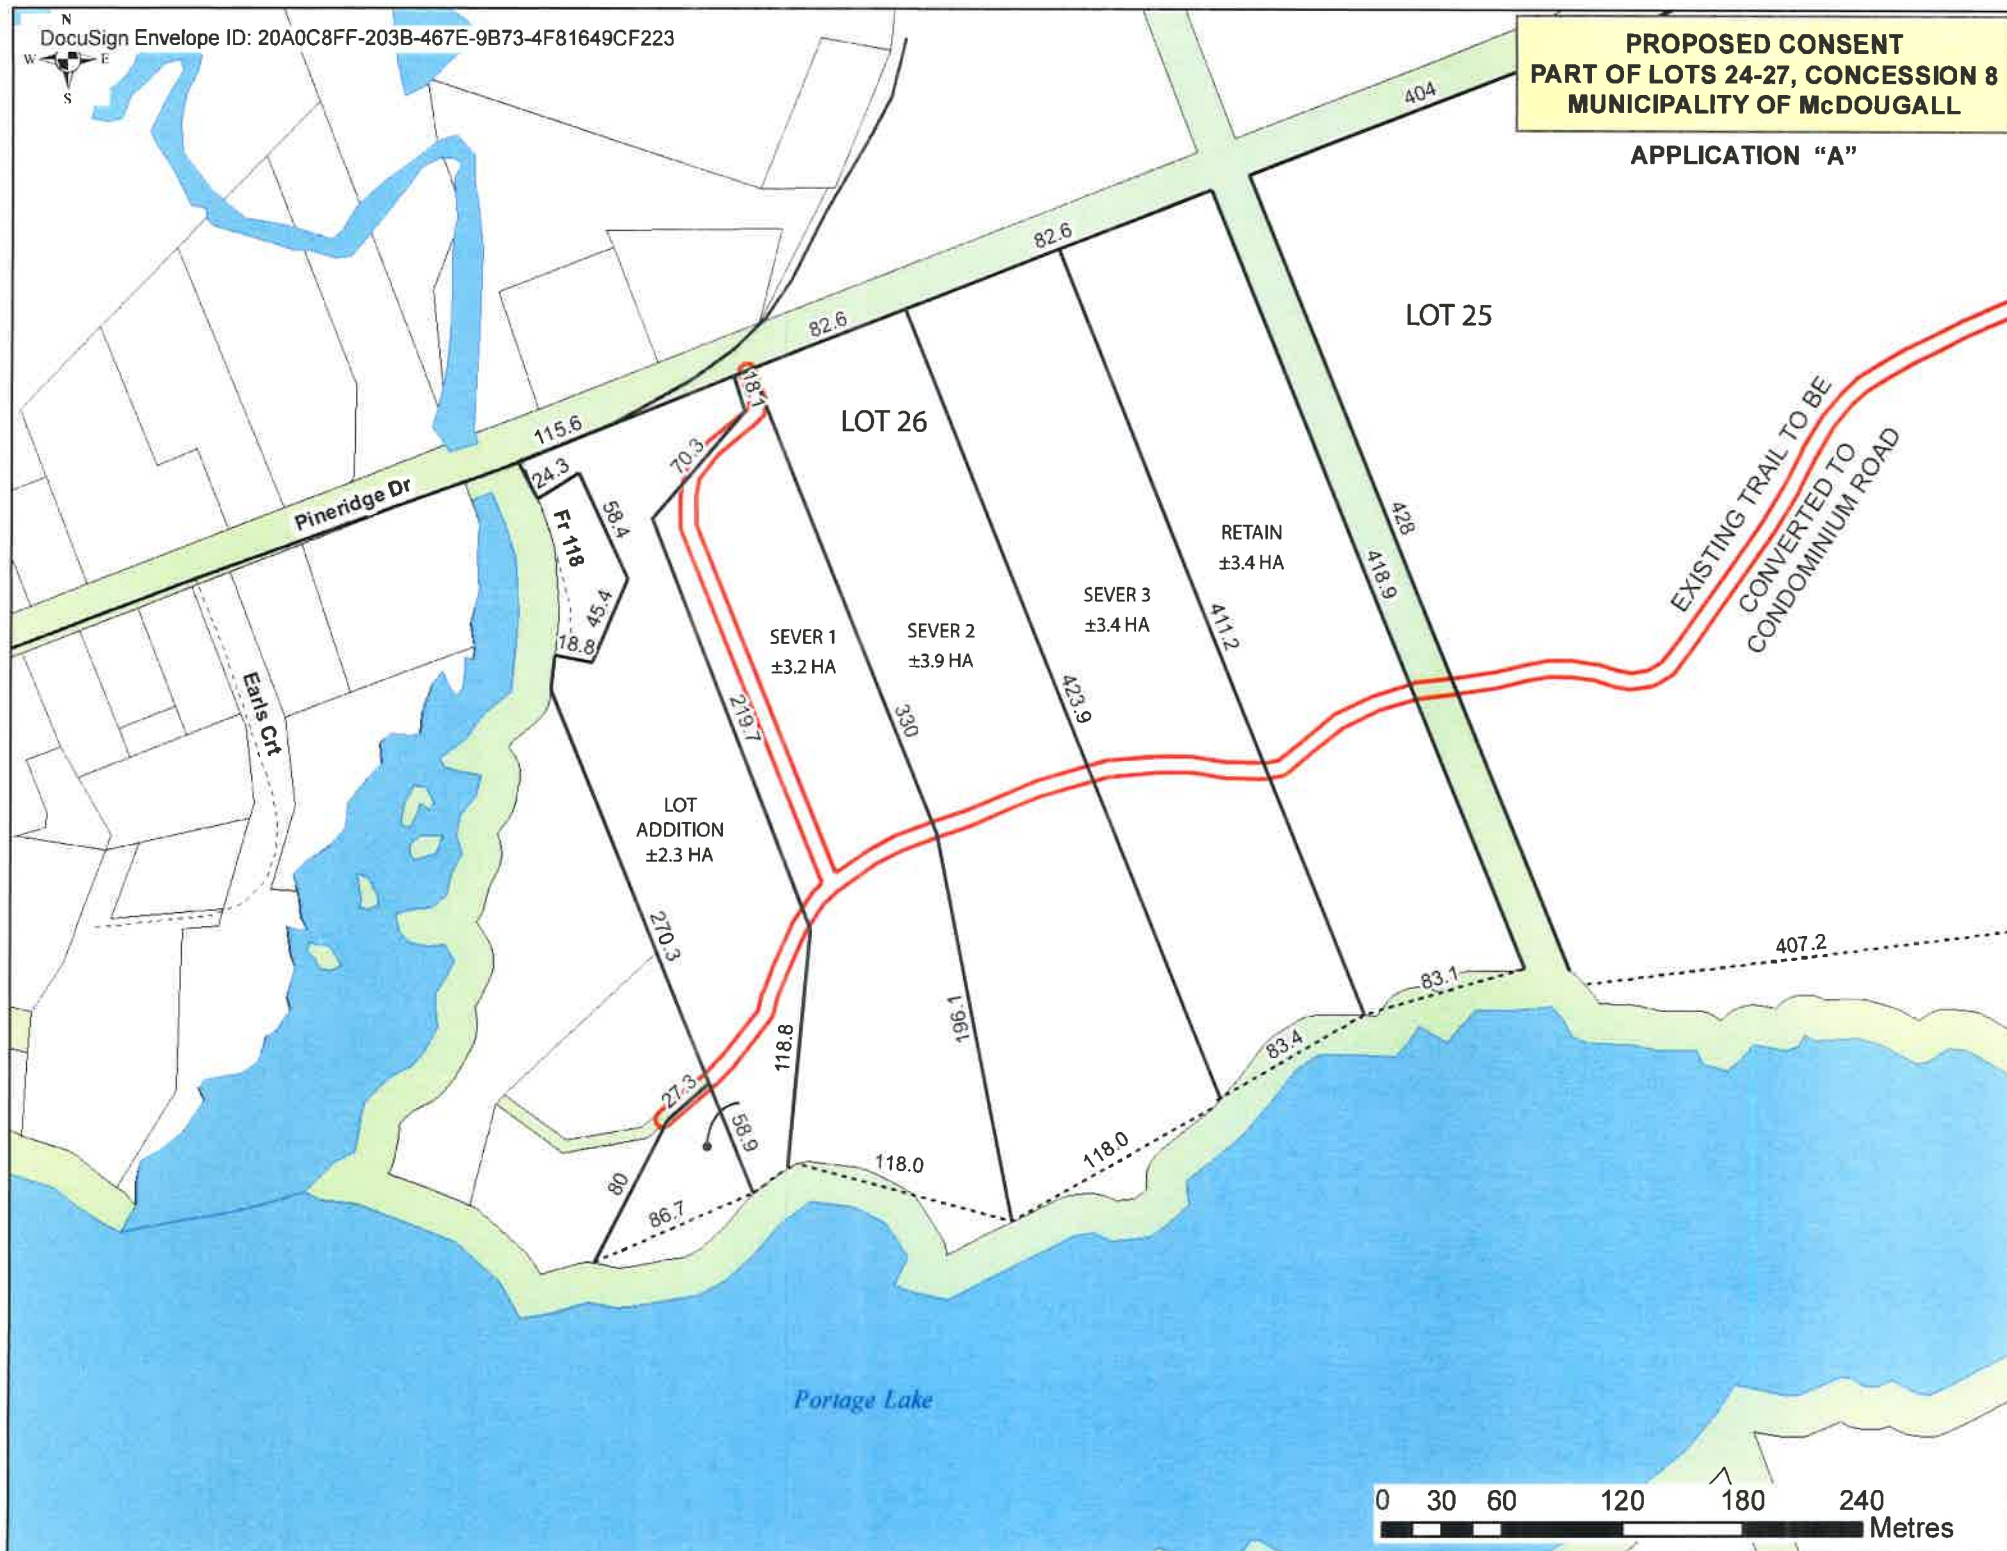 N
DocuSign Envelope ID: 20A0C8FF-203B-467E-9B73-4F81649CF223
W E
S
PROPOSED CONSENT
PART OF LOTS 24-27, CONCESSION 8
MUNICIPALITY OF McDOUGALL
APPLICATION "A"
404
82.6
82.6
LOT 25
18.1
LOT 26
115.6
70.3
24.3
Pineridge Dr
Fr 118
58.4
45.4
18.8
428
418.9
RETAIN
±3.4 HA
EXISTING TRAIL TO BE
CONVERTED TO
CONDOMINIUM ROAD
SEVER 3
±3.4 HA
411.2
SEVER 1
±3.2 HA
SEVER 2
±3.9 HA
Earls Crt
219.7
330
423.9
LOT
ADDITION
±2.3 HA
270.3
407.2
83.1
196.1
118.8
83.4
27.3
58.9
118.0
118.0
80
86.7
Portage Lake
0 30 60 120 180 240
Metres